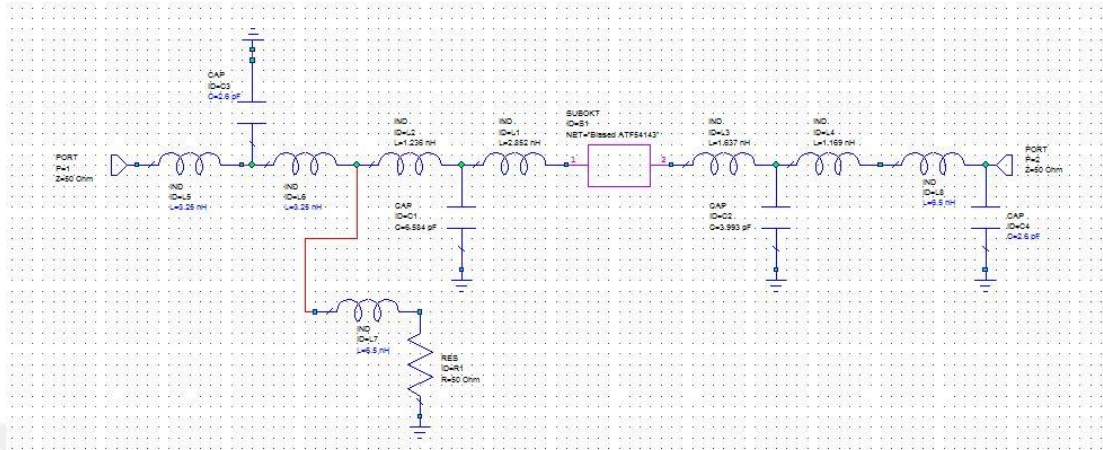 CAP
ID=C3
C=2.6 pF
PORT
P=1
Z=50 Ohm
IND
ID=L5
L=3.25 nH
IND
ID=L6
L=3.25 nH
IND
ID=L2
L=1.236 nH
IND
ID=L1
L=2.852 nH
CAP
ID=C1
C=6.584 pF
SUBCKT
ID=S1
NET="Biased ATF54143"
1
2
IND
ID=L3
L=1.637 nH
IND
ID=L4
L=1.169 nH
CAP
ID=C2
C=3.993 pF
IND
ID=L8
L=6.5 nH
PORT
P=2
Z=50 Ohm
CAP
ID=C4
C=2.6 pF
IND
ID=L7
L=6.5 nH
RES
ID=R1
R=50 Ohm